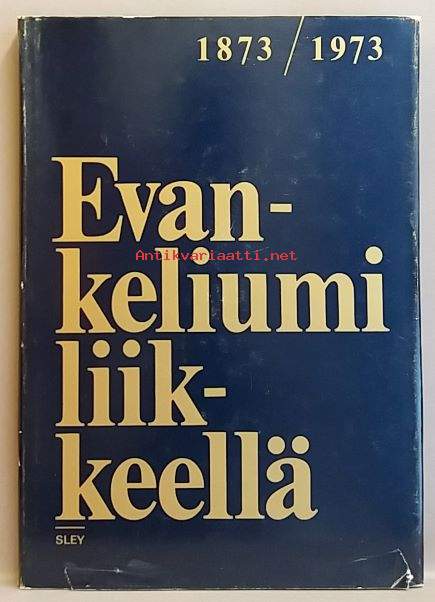 1873/1973
Evan-
Antikvariaatti.net
keliumi
liik-
keellä
SLEY